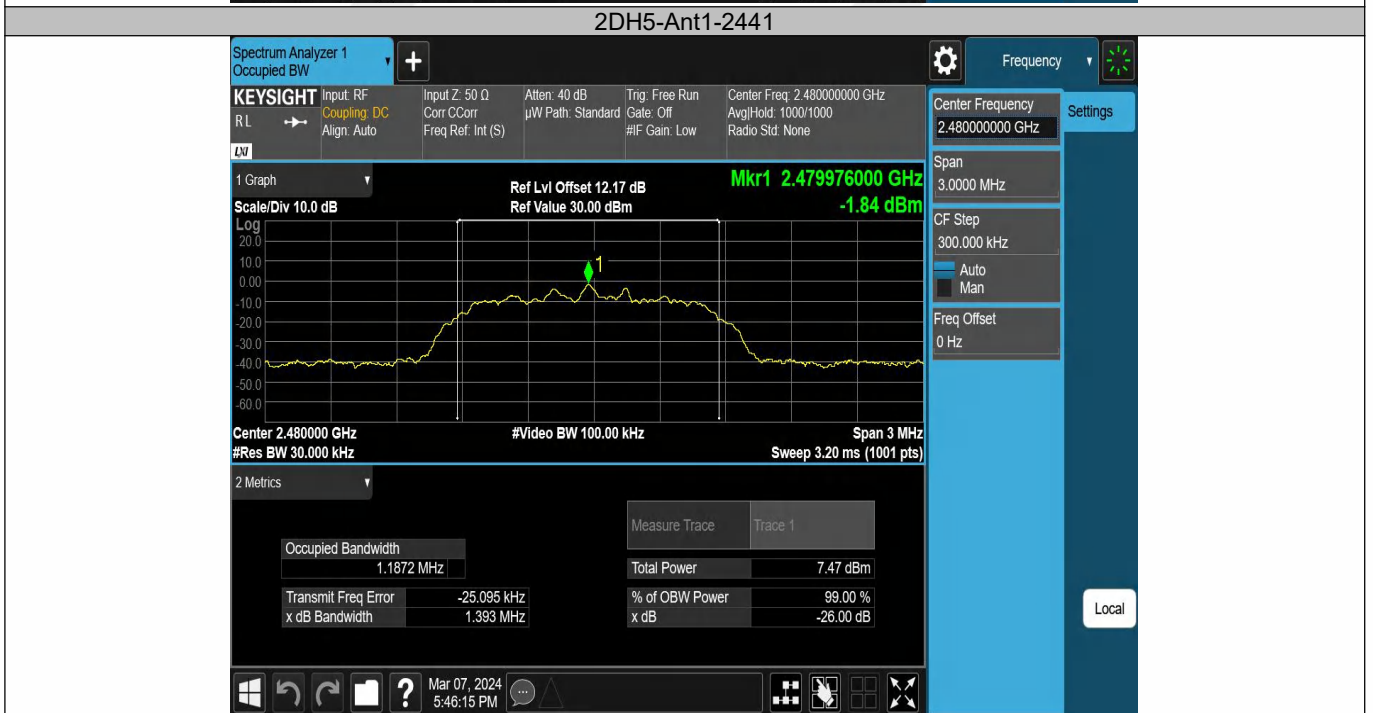 2DH5-Ant1-2441
Spectrum Analyzer 1
Occupied BW
+
Frequency
KEYSIGHT
RL
LXI
Input: RF
Coupling: DC
Align: Auto
Input Z: 50 Ω
Corr CCorr
Freq Ref: Int (S)
Atten: 40 dB
µW Path: Standard
Trig: Free Run
Gate: Off
#IF Gain: Low
Center Freq: 2.480000000 GHz
Avg|Hold: 1000/1000
Radio Std: None
Center Frequency
2.480000000 GHz
Settings
Span
3.0000 MHz
CF Step
300.000 kHz
Auto
Man
Freq Offset
0 Hz
Local
1 Graph
Scale/Div 10.0 dB
Ref Lvl Offset 12.17 dB
Ref Value 30.00 dBm
Mkr1 2.479976000 GHz
-1.84 dBm
Log
20.0
10.0
0.00
-10.0
-20.0
-30.0
-40.0
-50.0
-60.0
1
Center 2.480000 GHz
#Res BW 30.000 kHz
#Video BW 100.00 kHz
Span 3 MHz
Sweep 3.20 ms (1001 pts)
2 Metrics
Measure Trace Trace 1
Occupied Bandwidth
1.1872 MHz
Total Power 7.47 dBm
Transmit Freq Error -25.095 kHz
% of OBW Power 99.00 %
x dB Bandwidth 1.393 MHz
x dB -26.00 dB
?
Mar 07, 2024
5:46:15 PM